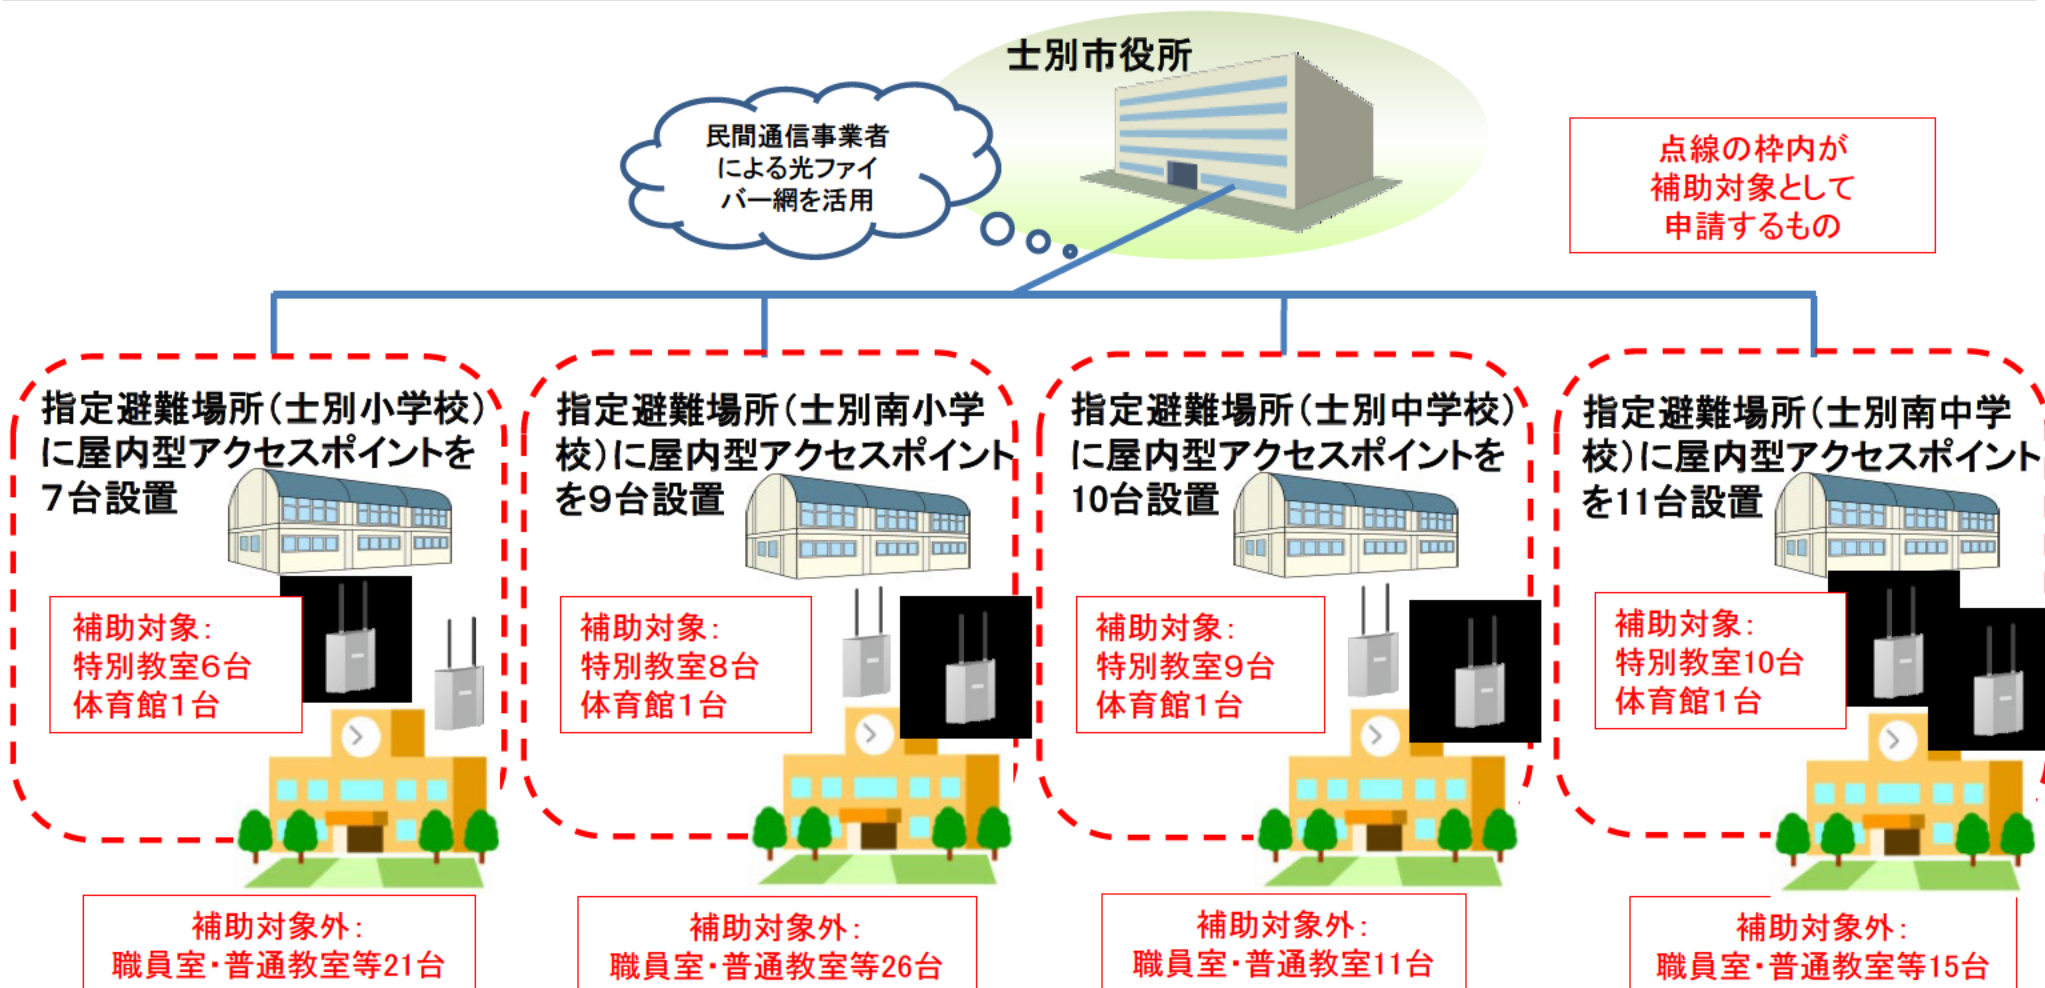 士別市役所
民間通信事業者
による光ファイ
バー網を活用
点線の枠内が
補助対象として
申請するもの
指定避難場所(士別小学校)
に屋内型アクセスポイントを
7台設置
補助対象:
特別教室6台
体育館1台
補助対象外:
職員室・普通教室等21台
指定避難場所(士別南小学
校)に屋内型アクセスポイント
を9台設置
補助対象:
特別教室8台
体育館1台
補助対象外:
職員室・普通教室等26台
指定避難場所(士別中学校)
に屋内型アクセスポイントを
10台設置
補助対象:
特別教室9台
体育館1台
補助対象外:
職員室・普通教室11台
指定避難場所(士別南中学
校)に屋内型アクセスポイント
を11台設置
補助対象:
特別教室10台
体育館1台
補助対象外:
職員室・普通教室等15台